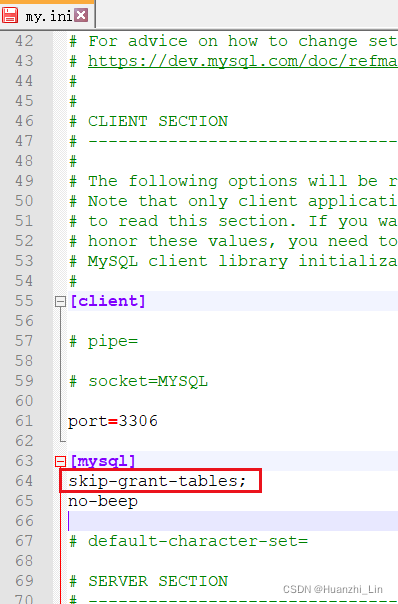 my.ini
42 # For advice on how to change set
43 # https://dev.mysql.com/doc/refma
44 #
45 #
46 # CLIENT SECTION
47 # ---------------------------------
48 #
49 # The following options will be r
50 # Note that only client applicati
51 # to read this section. If you wa
52 # honor these values, you need to
53 # MySQL client library initializa
54 #
55 [client]
56
57 # pipe=
58
59 # socket=MYSQL
60
61 port=3306
62
63 [mysql]
64 skip-grant-tables;
65 no-beep
66
67 # default-character-set=
68
69 # SERVER SECTION
70 # ---------------------------------
CSDN @Huanzhi_Lin